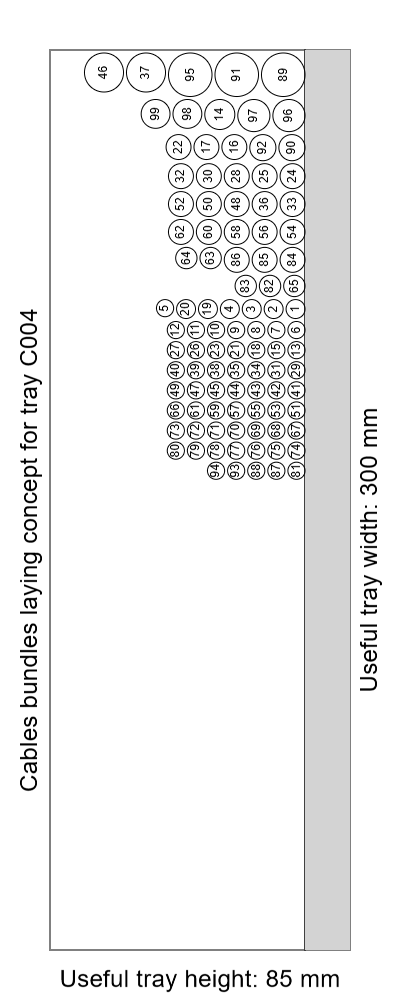 Cables bundles laying concept for tray C004
46 37 95 91 89
99 98 14 97 96
22 17 16 92 90
32 30 28 25 24
52 50 48 36 33
62 60 58 56 54
64 63 86 85 84
83 82 65
5 20 19 4 3 2 1
12 11 10 9 8 7 6
27 26 23 21 18 15 13
40 39 38 35 34 31 29
49 47 45 44 43 42 41
66 61 59 57 55 53 51
73 72 71 70 69 68 67
80 79 78 77 76 75 74
94 93 88 87 81
Useful tray width: 300 mm
Useful tray height: 85 mm